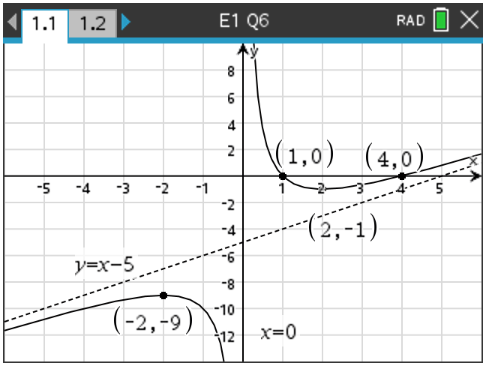 1.1 1.2 E1 Q6 RAD
y
8
6
4
2
(1,0) (4,0)
x
-5 -4 -3 -2 -1 1 2 3 4 5
-2
(2,-1)
-4
-6
y=x-5
-8
-10
(-2,-9)
-12
x=0